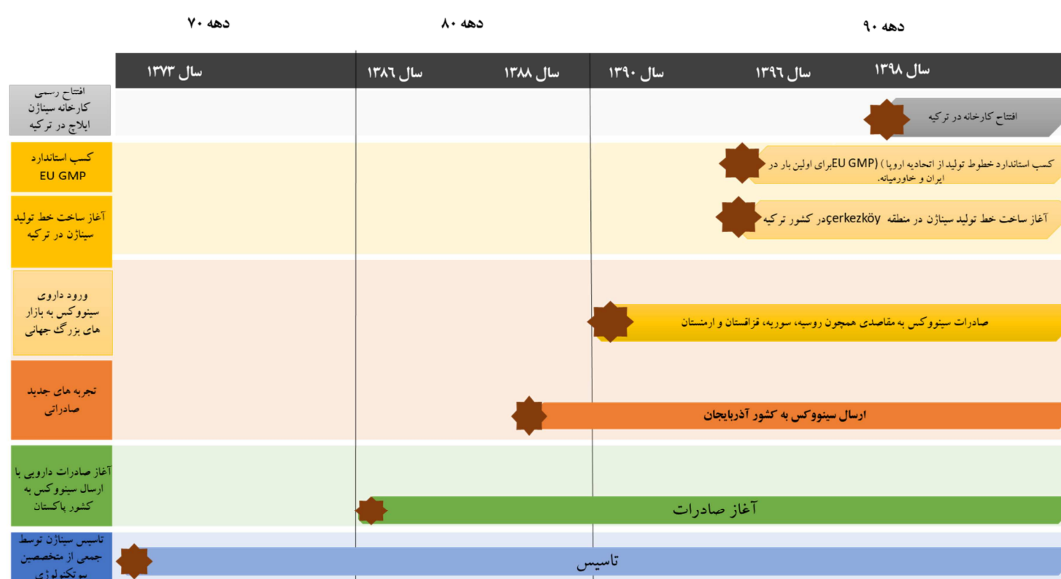 دهه ۹۰
دهه ۸۰
دهه ۷۰
سال ۱۳۷۳
سال ۱۳۸۶
سال ۱۳۸۸
سال ۱۳۹۰
سال ۱۳۹۶
سال ۱۳۹۸
افتتاح رسمی
کارخانه سیناژن
ایلاچ در ترکیه
افتتاح کارخانه در ترکیه
کسب استاندارد
EU GMP
کسب استاندارد خطوط تولید از اتحادیه اروپا ) (EU GMPبرای اولین بار در
ایران و خاورمیانه.
آغاز ساخت خط تولید
سیناژن در ترکیه
آغاز ساخت خط تولید سیناژن در منطقه çerkezköyدر کشور ترکیه
ورود داروی
سینووکس به بازار
های بزرگ جهانی
صادرات سینووکس به مقاصدی همچون روسیه، سوریه، قزاقستان و ارمنستان
تجربه های جدید
صادراتی
ارسال سینووکس به کشور آذربایجان
آغاز صادرات دارویی با
ارسال سینووکس به
کشور پاکستان
آغاز صادرات
تاسیس سیناژن توسط
جمعی از متخصصین
بیوتکنولوژی
تاسیس